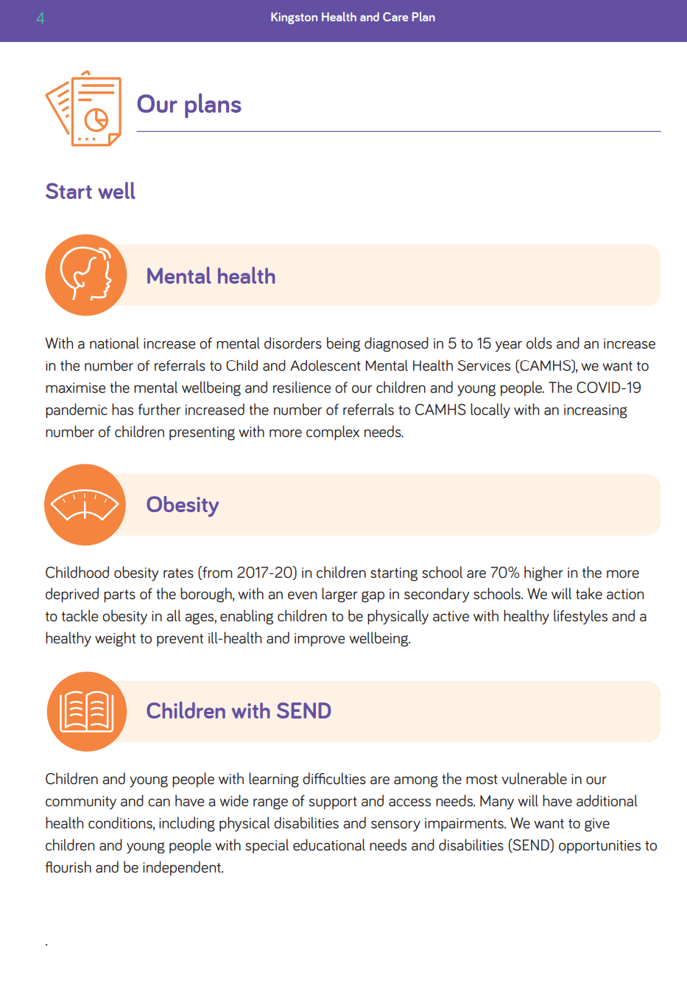 4
Kingston Health and Care Plan
Our plans
Start well
Mental health
With a national increase of mental disorders being diagnosed in 5 to 15 year olds and an increase
in the number of referrals to Child and Adolescent Mental Health Services (CAMHS), we want to
maximise the mental wellbeing and resilience of our children and young people. The COVID-19
pandemic has further increased the number of referrals to CAMHS locally with an increasing
number of children presenting with more complex needs.
Obesity
Childhood obesity rates (from 2017-20) in children starting school are 70% higher in the more
deprived parts of the borough, with an even larger gap in secondary schools. We will take action
to tackle obesity in all ages, enabling children to be physically active with healthy lifestyles and a
healthy weight to prevent ill-health and improve wellbeing.
Children with SEND
Children and young people with learning difficulties are among the most vulnerable in our
community and can have a wide range of support and access needs. Many will have additional
health conditions, including physical disabilities and sensory impairments. We want to give
children and young people with special educational needs and disabilities (SEND) opportunities to
flourish and be independent.
.